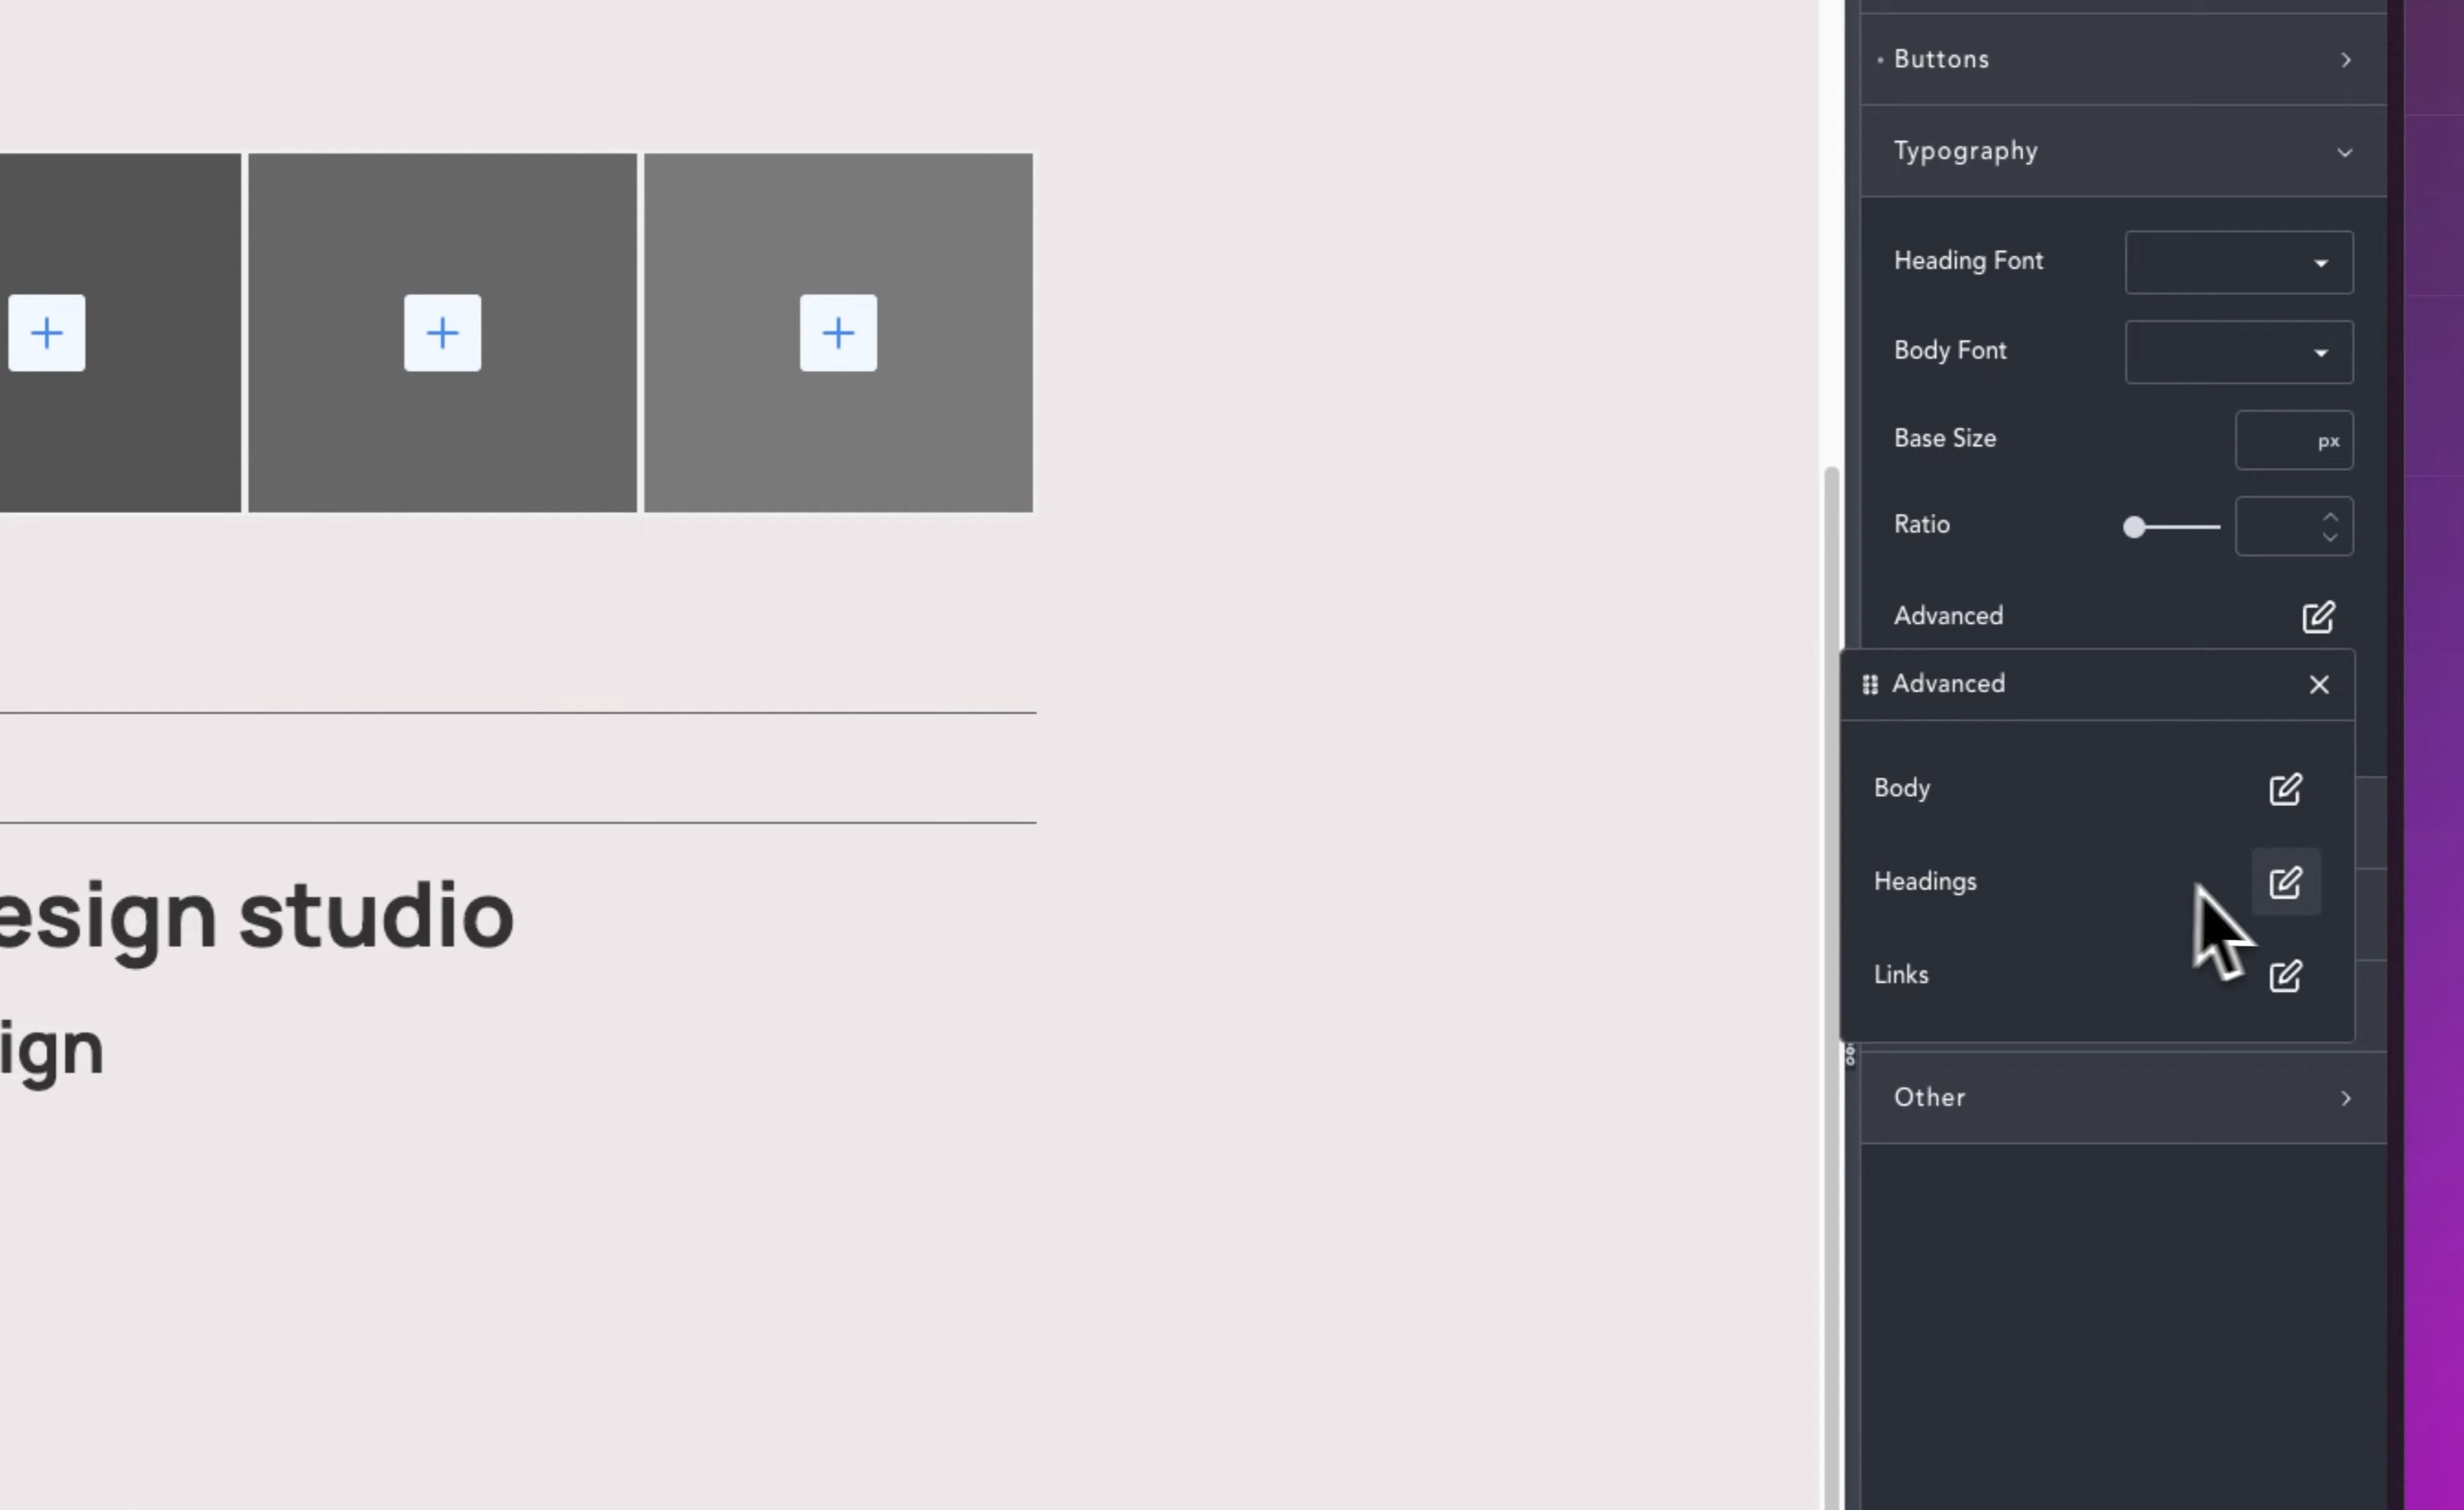 Buttons
Typography
Heading Font
Body Font
Base Size
px
Ratio
Advanced
Advanced
Body
Headings
Links
Other
esign studio
ign